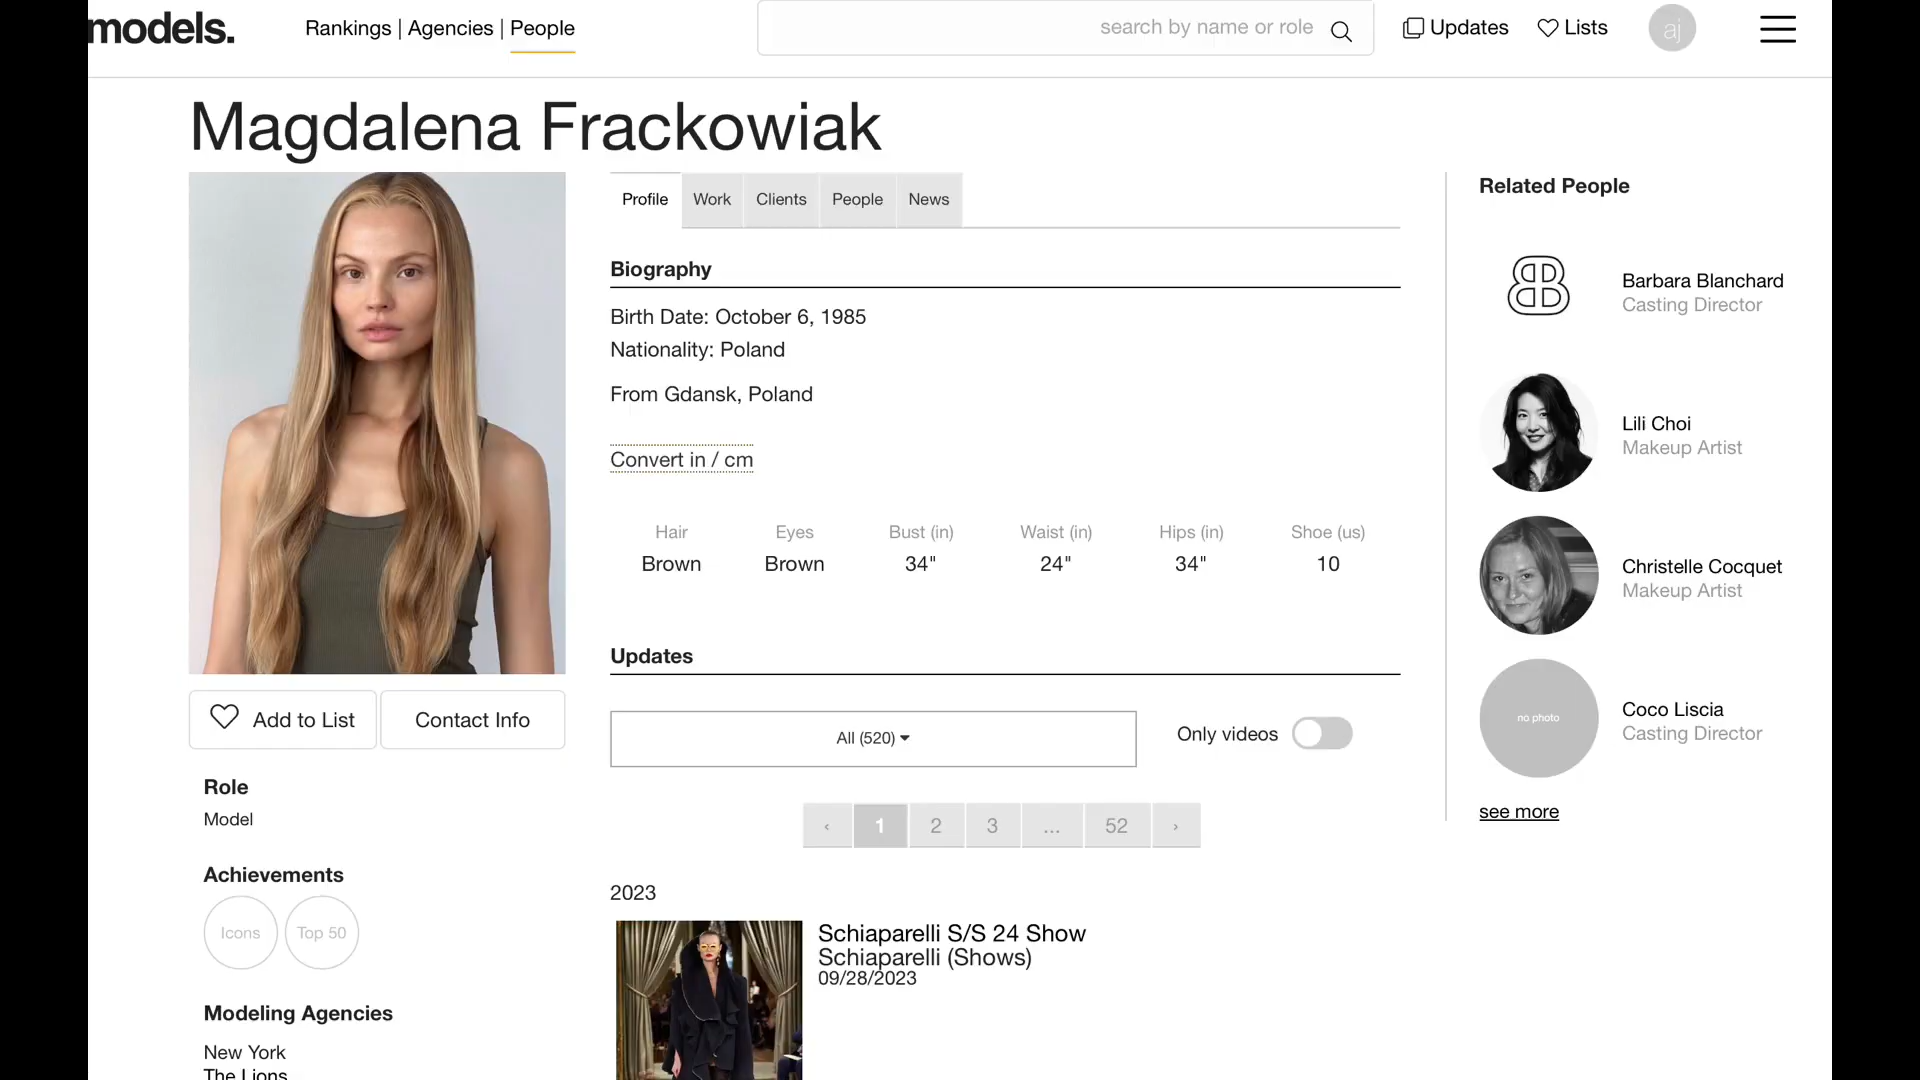 models.
Rankings | Agencies | People
search by name or role
Updates
Lists
aj
Magdalena Frackowiak
Profile
Work
Clients
People
News
Biography
Birth Date: October 6, 1985
Nationality: Poland
From Gdansk, Poland
Convert in / cm
Hair Eyes Bust (in) Waist (in) Hips (in) Shoe (us)
Brown Brown 34" 24" 34" 10
Updates
All (520)
Only videos
‹ 1 2 3 ... 52 ›
2023
Schiaparelli S/S 24 Show
Schiaparelli (Shows)
09/28/2023
Add to List
Contact Info
Role
Model
Achievements
Icons
Top 50
Modeling Agencies
New York
The Lions
Related People
Barbara Blanchard
Casting Director
Lili Choi
Makeup Artist
Christelle Cocquet
Makeup Artist
no photo
Coco Liscia
Casting Director
see more